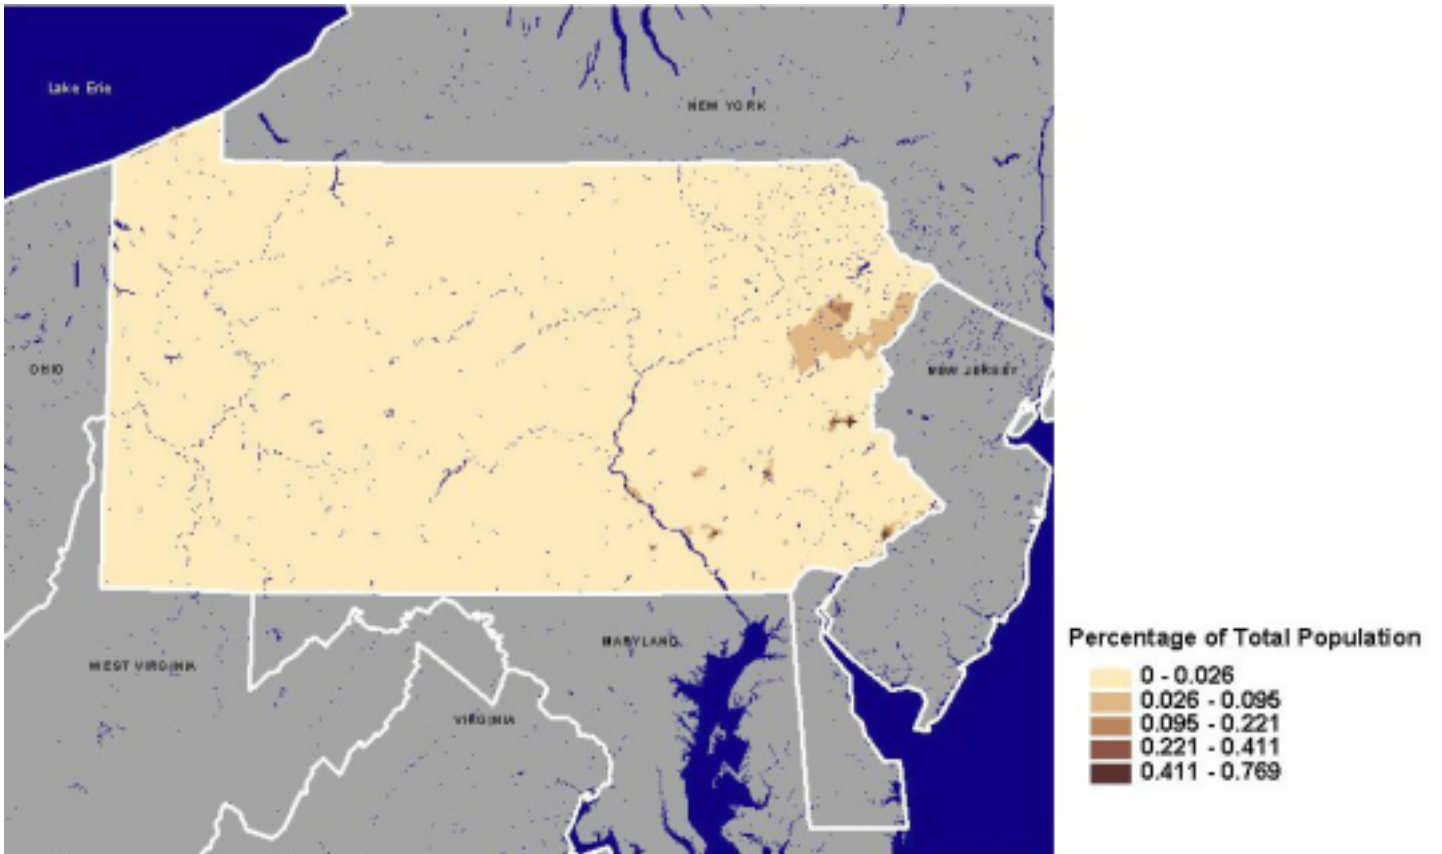 Lake Erie
NEW YORK
OHIO
NEW JERSEY
MARYLAND
WEST VIRGINIA
VIRGINIA
Percentage of Total Population
0 - 0.026
0.026 - 0.095
0.095 - 0.221
0.221 - 0.411
0.411 - 0.769